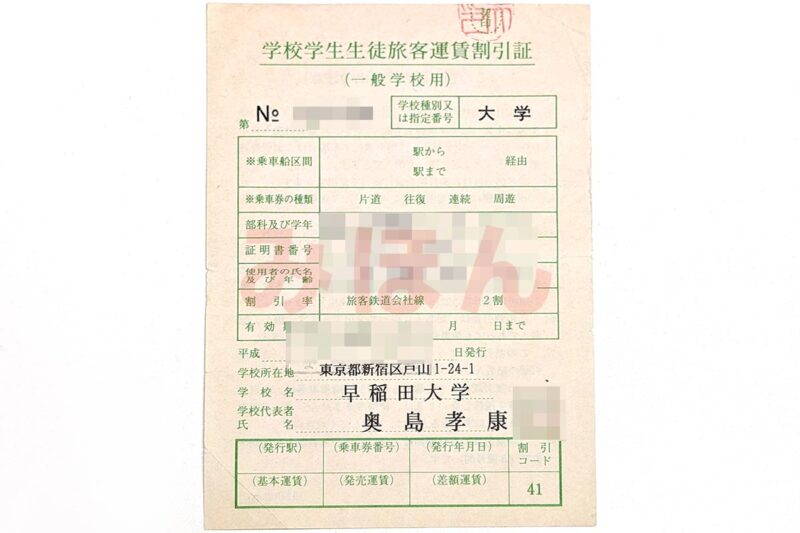 学校学生生徒旅客運賃割引証
(一般学校用)
第 № 学校種別又は指定番号 大学
※乗車船区間 駅から 駅まで 経由
※乗車券の種類 片道 往復 連続 周遊
部科及び学年
証明書番号
使用者の氏名及び年齢
みほん
割引率 旅客鉄道会社線 2割
有効 月 日まで
平成 日発行
学校所在地 東京都新宿区戸山1-24-1
学校名 早稲田大学
学校代表者氏名 奥島孝康
(発行駅) (乗車券番号) (発行年月日) 割引コード
(基本運賃) (発売運賃) (差額運賃) 41